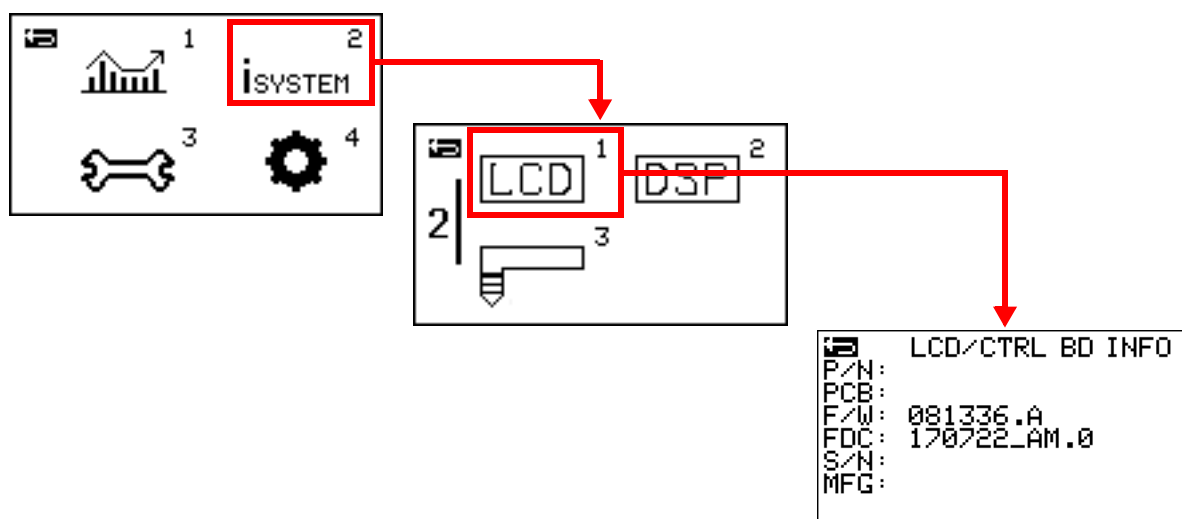 1
2
iSYSTEM
3
4
LCD 1
DSP 2
2
3
LCD/CTRL BD INFO
P/N:
PCB:
F/W: 081336.A
FDC: 170722_AM.0
S/N:
MFG: